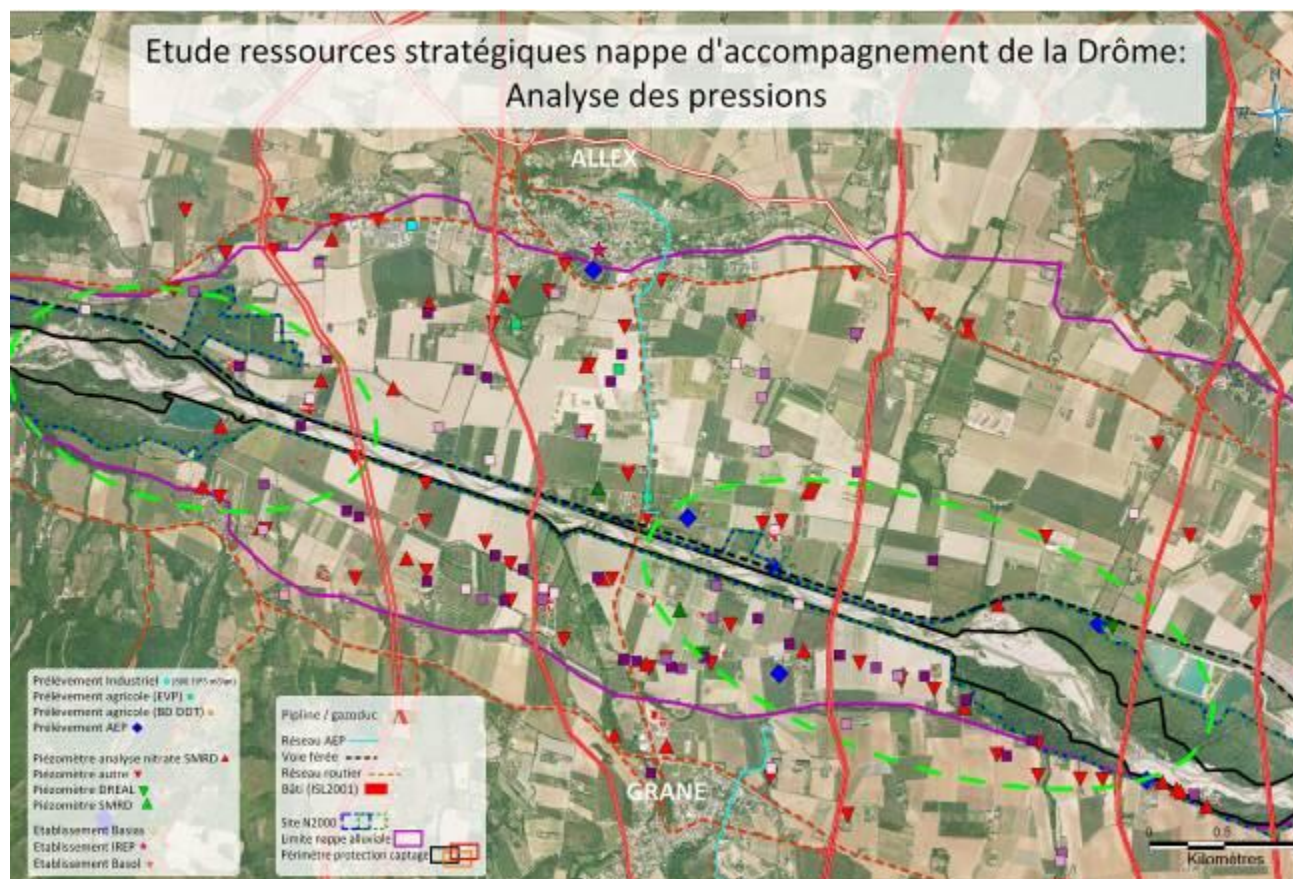 Etude ressources stratégiques nappe d'accompagnement de la Drôme:
Analyse des pressions
N
ALLEX
GRANE
Prélèvement Industriel
Prélèvement agricole (EVP)
Prélèvement agricole (BD DDT)
Prélèvement AEP
Piézomètre analyse nitrate SMRD
Piézomètre autre
Piézomètre DREAL
Piézomètre SMRD
Etablissement Basias
Etablissement IREP
Etablissement Basol
Pipline / gazoduc
Réseau AEP
Voie férée
Réseau routier
Bâti (ISL2001)
Site N2000
Limite nappe alluviale
Périmètre protection captage
0 0.5
Kilomètres